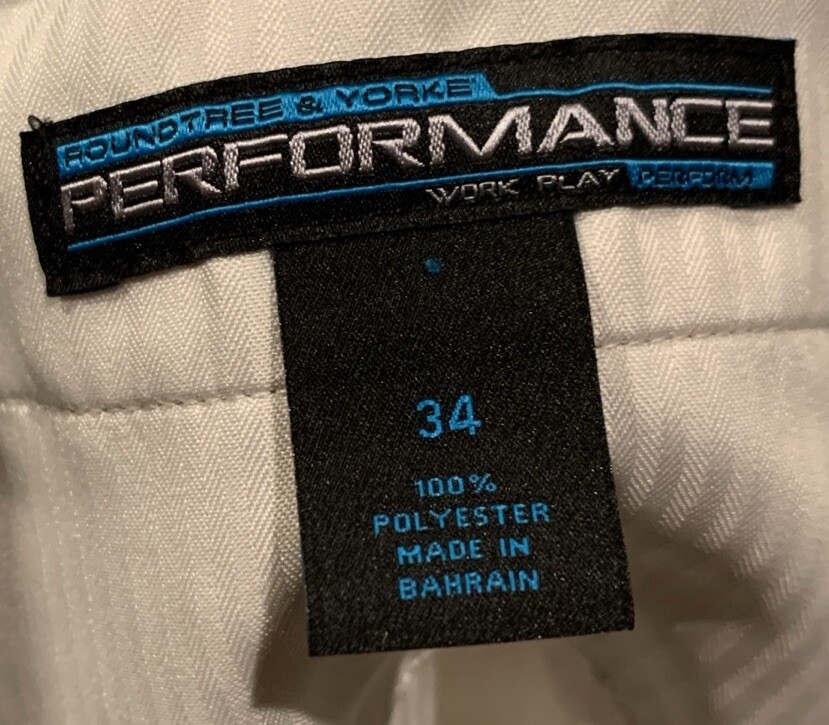 ROUNDTREE & YORKE
PERFORMANCE
WORK PLAY PERFORM
34
100%
POLYESTER
MADE IN
BAHRAIN